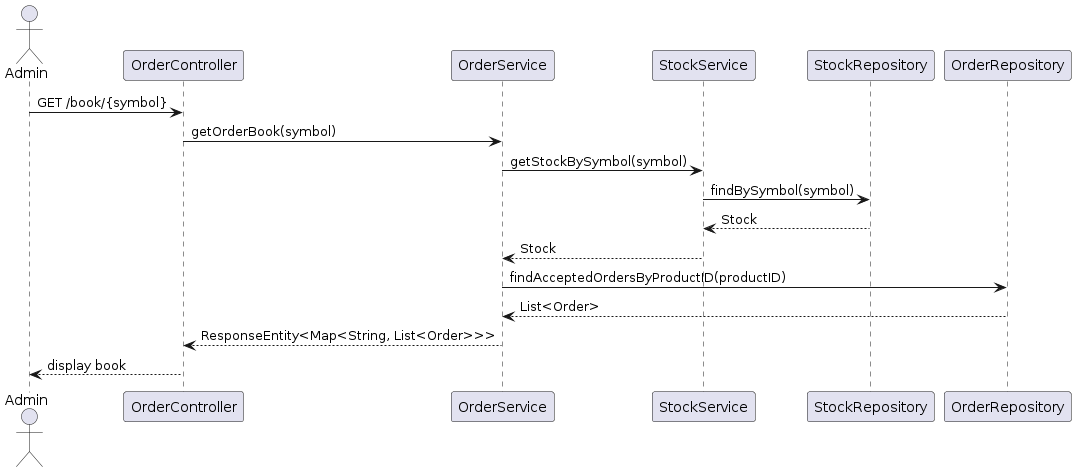 Admin
OrderController
OrderService
StockService
StockRepository
OrderRepository
GET /book/{symbol}
getOrderBook(symbol)
getStockBySymbol(symbol)
findBySymbol(symbol)
Stock
Stock
findAcceptedOrdersByProductID(productID)
List<Order>
ResponseEntity<Map<String, List<Order>>>
display book
Admin
OrderController
OrderService
StockService
StockRepository
OrderRepository